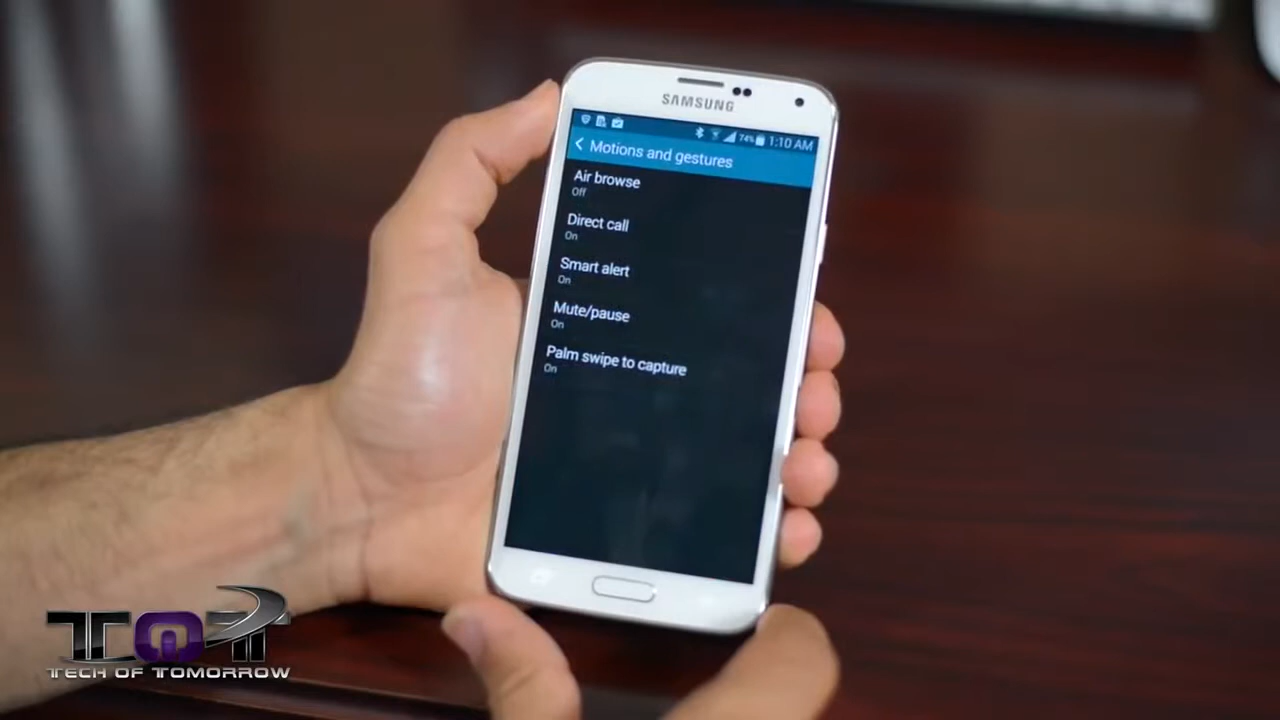 SAMSUNG
74% 1:10 AM
Motions and gestures
Air browse
Off
Direct call
On
Smart alert
On
Mute/pause
On
Palm swipe to capture
On
TOT
TECH OF TOMORROW